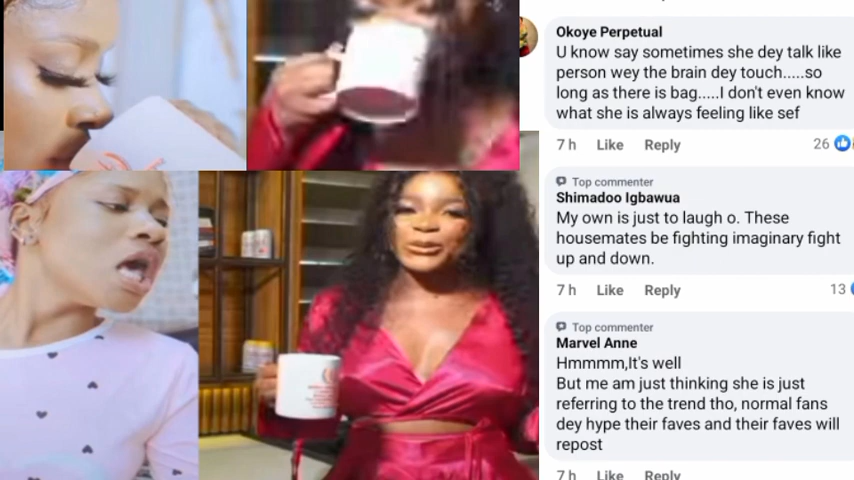 Okoye Perpetual
U know say sometimes she dey talk like
person wey the brain dey touch.....so
long as there is bag.....I don't even know
what she is always feeling like sef
7 h Like Reply 26
Top commenter
Shimadoo Igbawua
My own is just to laugh o. These
housemates be fighting imaginary fight
up and down.
7 h Like Reply 13
Top commenter
Marvel Anne
Hmmmm,It's well
But me am just thinking she is just
referring to the trend tho, normal fans
dey hype their faves and their faves will
repost
7 h Like Reply